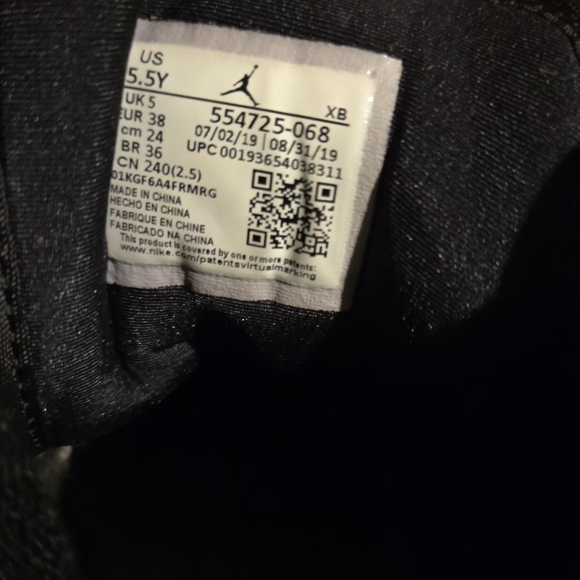 US
5.5Y
XB
UK 5
EUR 38
cm 24
BR 36
CN 240(2.5)
554725-068
07/02/19 | 08/31/19
UPC 00193654038311
01KGF6A4FRMRG
MADE IN CHINA
HECHO EN CHINA
FABRIQUE EN CHINE
FABRICADO NA CHINA
This product is covered by one or more patents:
www.nike.com/patentsvirtualmarking